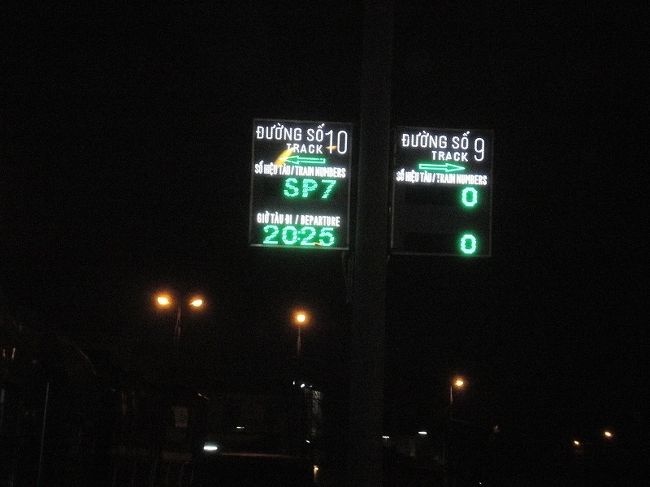 ĐƯỜNG SỐ 10
TRACK
SỐ HIỆU TÀU / TRAIN NUMBERS
SP7
GIỜ TÀU ĐI / DEPARTURE
2025
ĐƯỜNG SỐ 9
TRACK
SỐ HIỆU TÀU / TRAIN NUMBERS
0
0